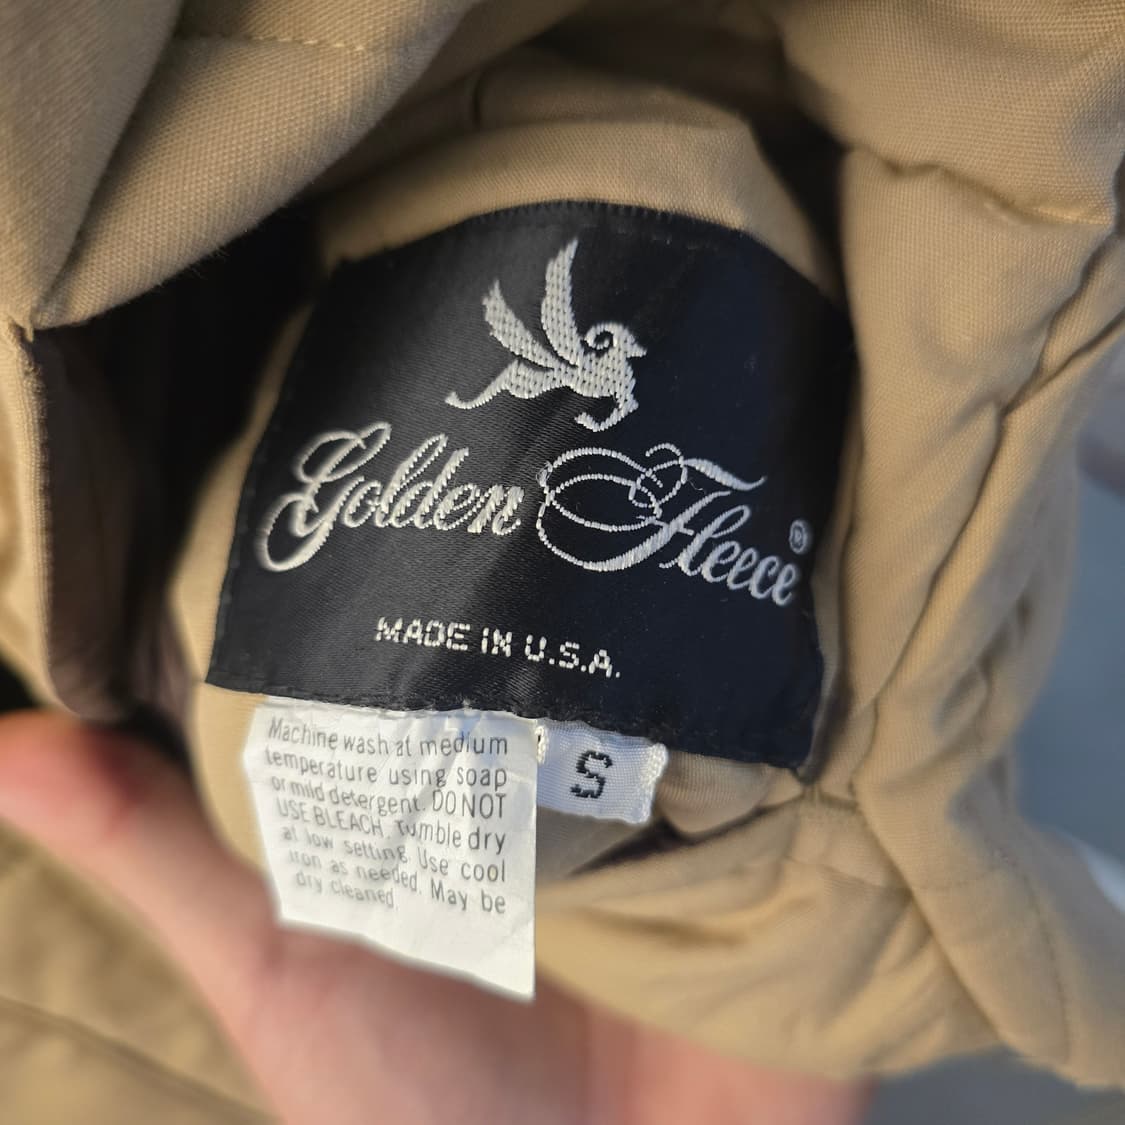 Golden Fleece®
MADE IN U.S.A.
S
Machine wash at medium
temperature using soap
or mild detergent. DO NOT
USE BLEACH. Tumble dry
at low setting. Use cool
iron as needed. May be
dry cleaned.